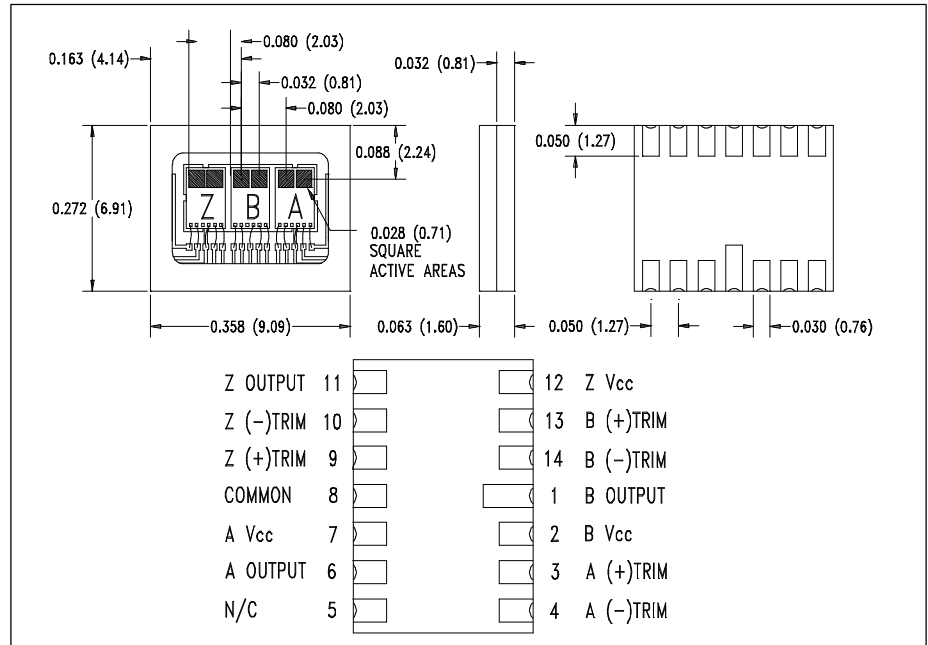 0.080 (2.03)
0.163 (4.14)
0.032 (0.81)
0.032 (0.81)
0.080 (2.03)
0.050 (1.27)
0.088 (2.24)
Z B A
0.272 (6.91)
0.028 (0.71)
SQUARE
ACTIVE AREAS
0.358 (9.09)
0.063 (1.60)
0.050 (1.27)
0.030 (0.76)
Z OUTPUT 11
12 Z Vcc
Z (-)TRIM 10
13 B (+)TRIM
Z (+)TRIM 9
14 B (-)TRIM
COMMON 8
1 B OUTPUT
A Vcc 7
2 B Vcc
A OUTPUT 6
3 A (+)TRIM
N/C 5
4 A (-)TRIM